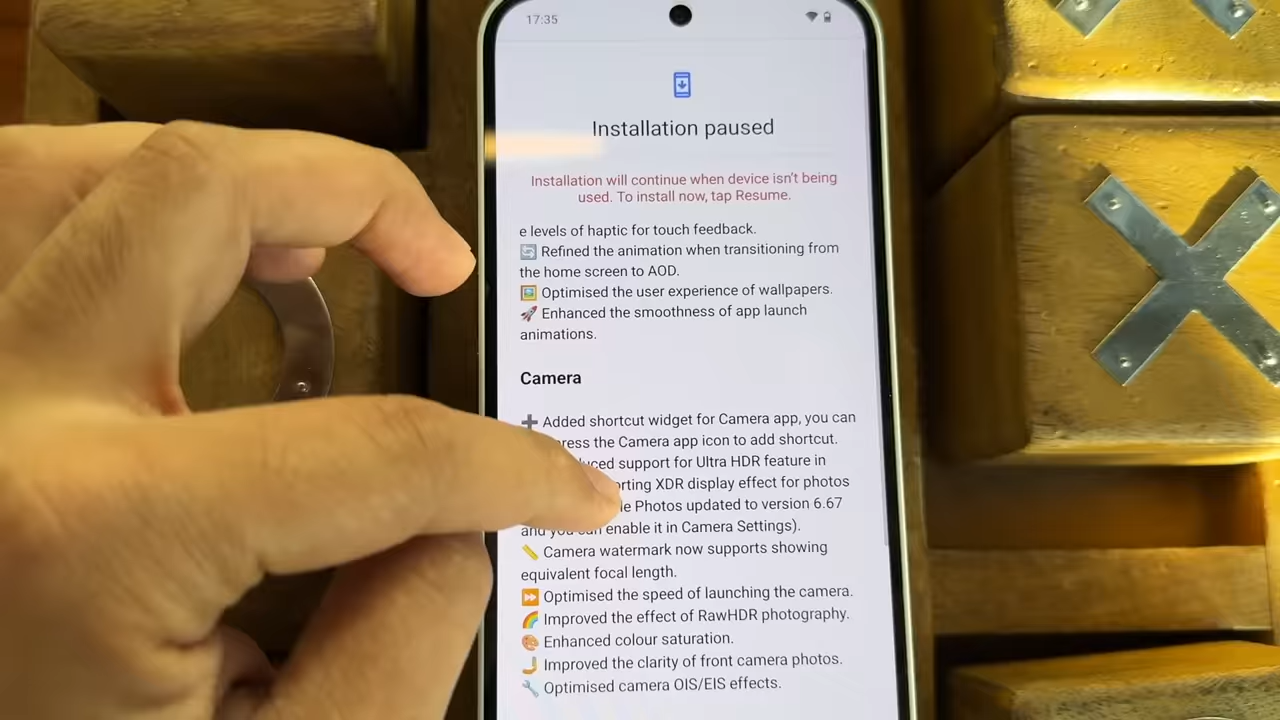 17:35
Installation paused
Installation will continue when device isn't being
used. To install now, tap Resume.
e levels of haptic for touch feedback.
🔄 Refined the animation when transitioning from
the home screen to AOD.
🖼️ Optimised the user experience of wallpapers.
🚀 Enhanced the smoothness of app launch
animations.
Camera
➕ Added shortcut widget for Camera app, you can
ress the Camera app icon to add shortcut.
uced support for Ultra HDR feature in
orting XDR display effect for photos
le Photos updated to version 6.67
and you can enable it in Camera Settings).
📏 Camera watermark now supports showing
equivalent focal length.
⏩ Optimised the speed of launching the camera.
🌈 Improved the effect of RawHDR photography.
🎨 Enhanced colour saturation.
🤳 Improved the clarity of front camera photos.
🔧 Optimised camera OIS/EIS effects.